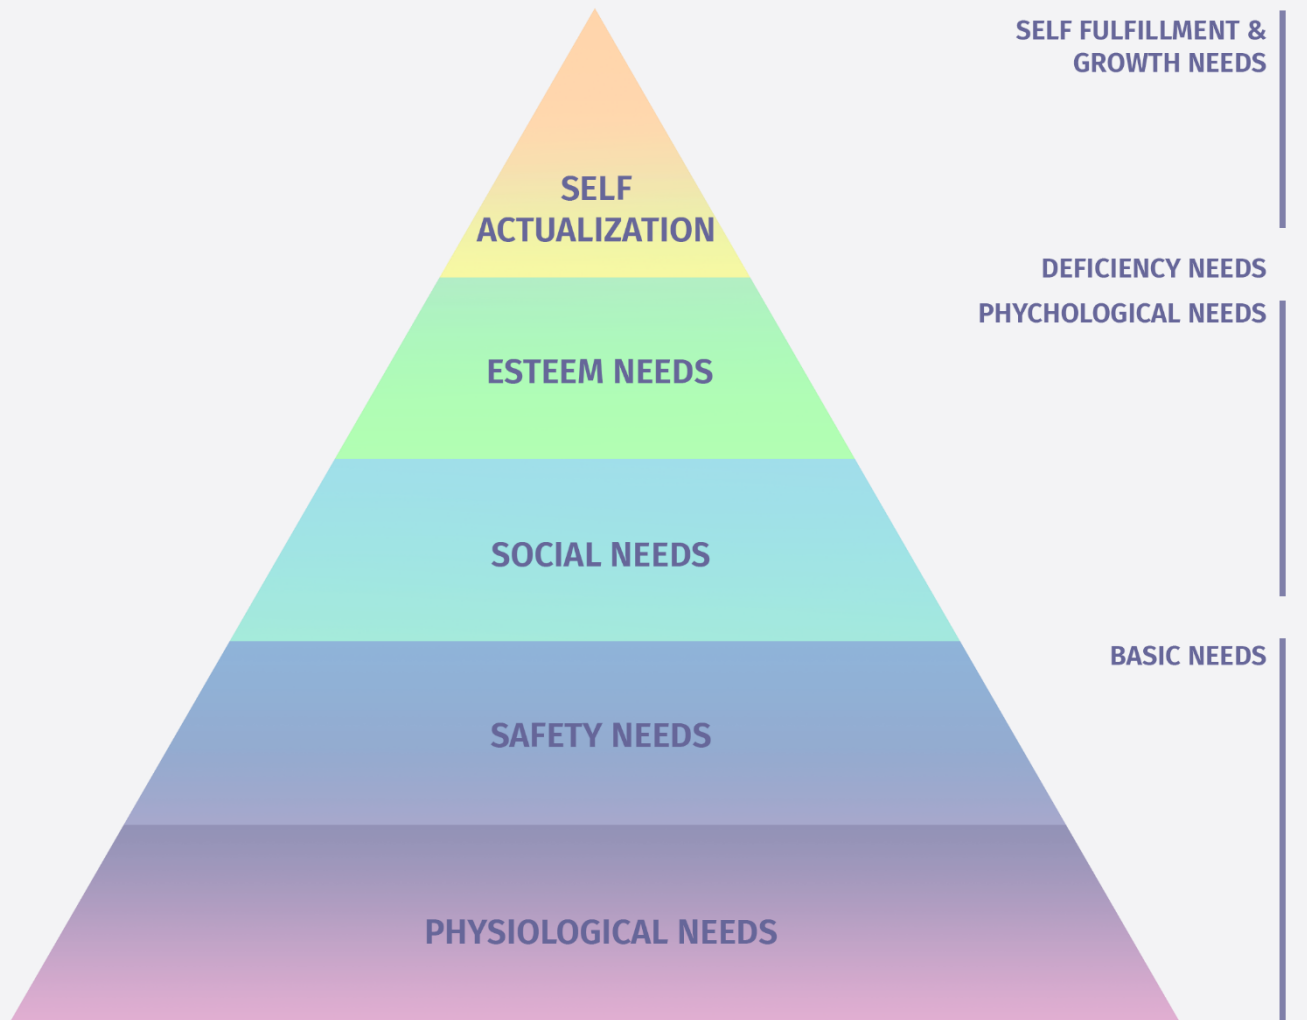 SELF FULFILLMENT &
GROWTH NEEDS
SELF
ACTUALIZATION
DEFICIENCY NEEDS
PHYCHOLOGICAL NEEDS
ESTEEM NEEDS
SOCIAL NEEDS
BASIC NEEDS
SAFETY NEEDS
PHYSIOLOGICAL NEEDS